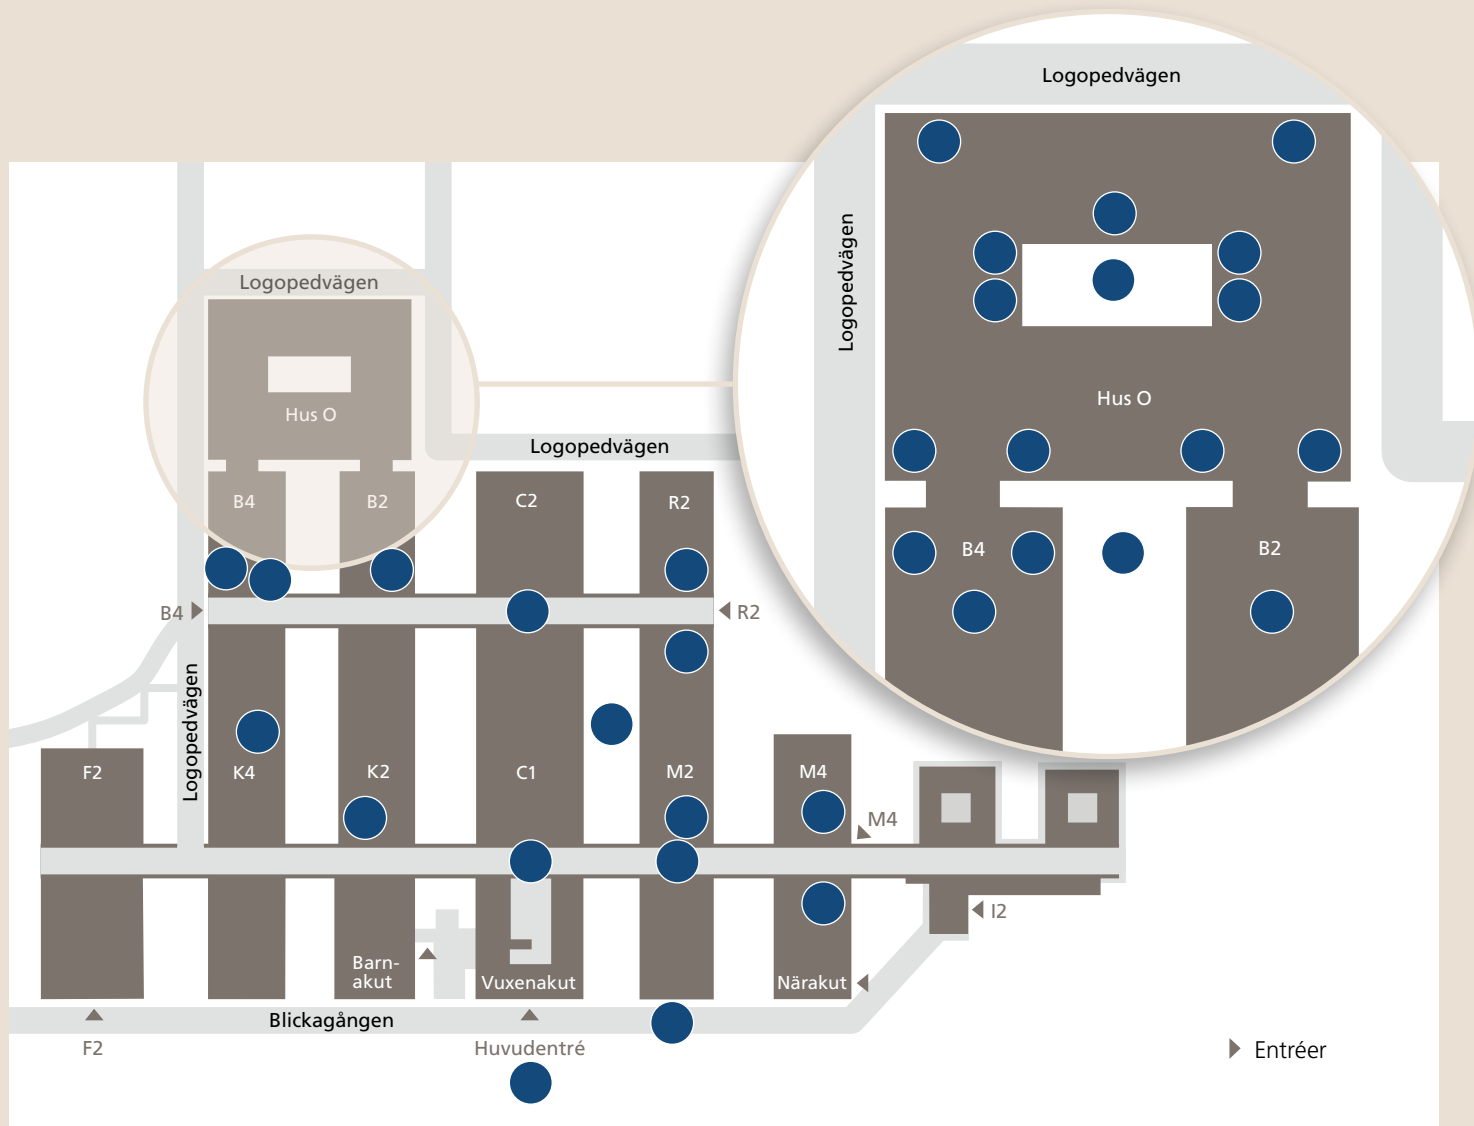 Logopedvägen
Logopedvägen
Hus O
B4
B2
Logopedvägen
Hus O
Logopedvägen
B4
B2
C2
R2
B4
R2
Logopedvägen
F2
K4
K2
C1
M2
M4
M4
I2
Barn-
akut
Vuxenakut
Närakut
Blickagången
F2
Huvudentré
Entréer